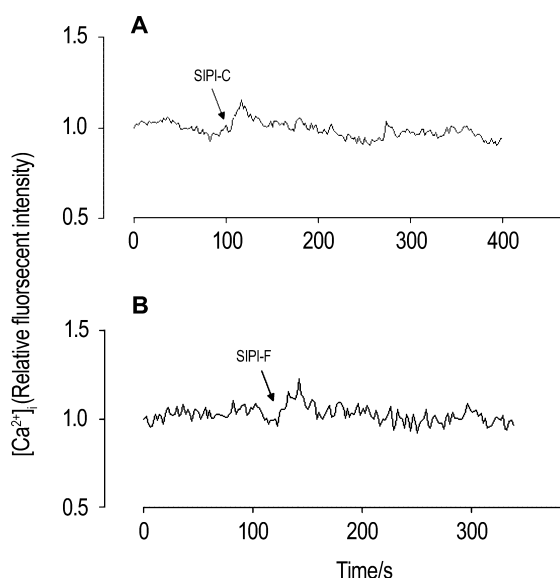 A
1.5
SIPI-C
1.0
0.5
0 100 200 300 400
B
1.5
SIPI-F
1.0
0.5
0 100 200 300
Time/s
[Ca²⁺]ᵢ(Relative fluorsecent intensity)